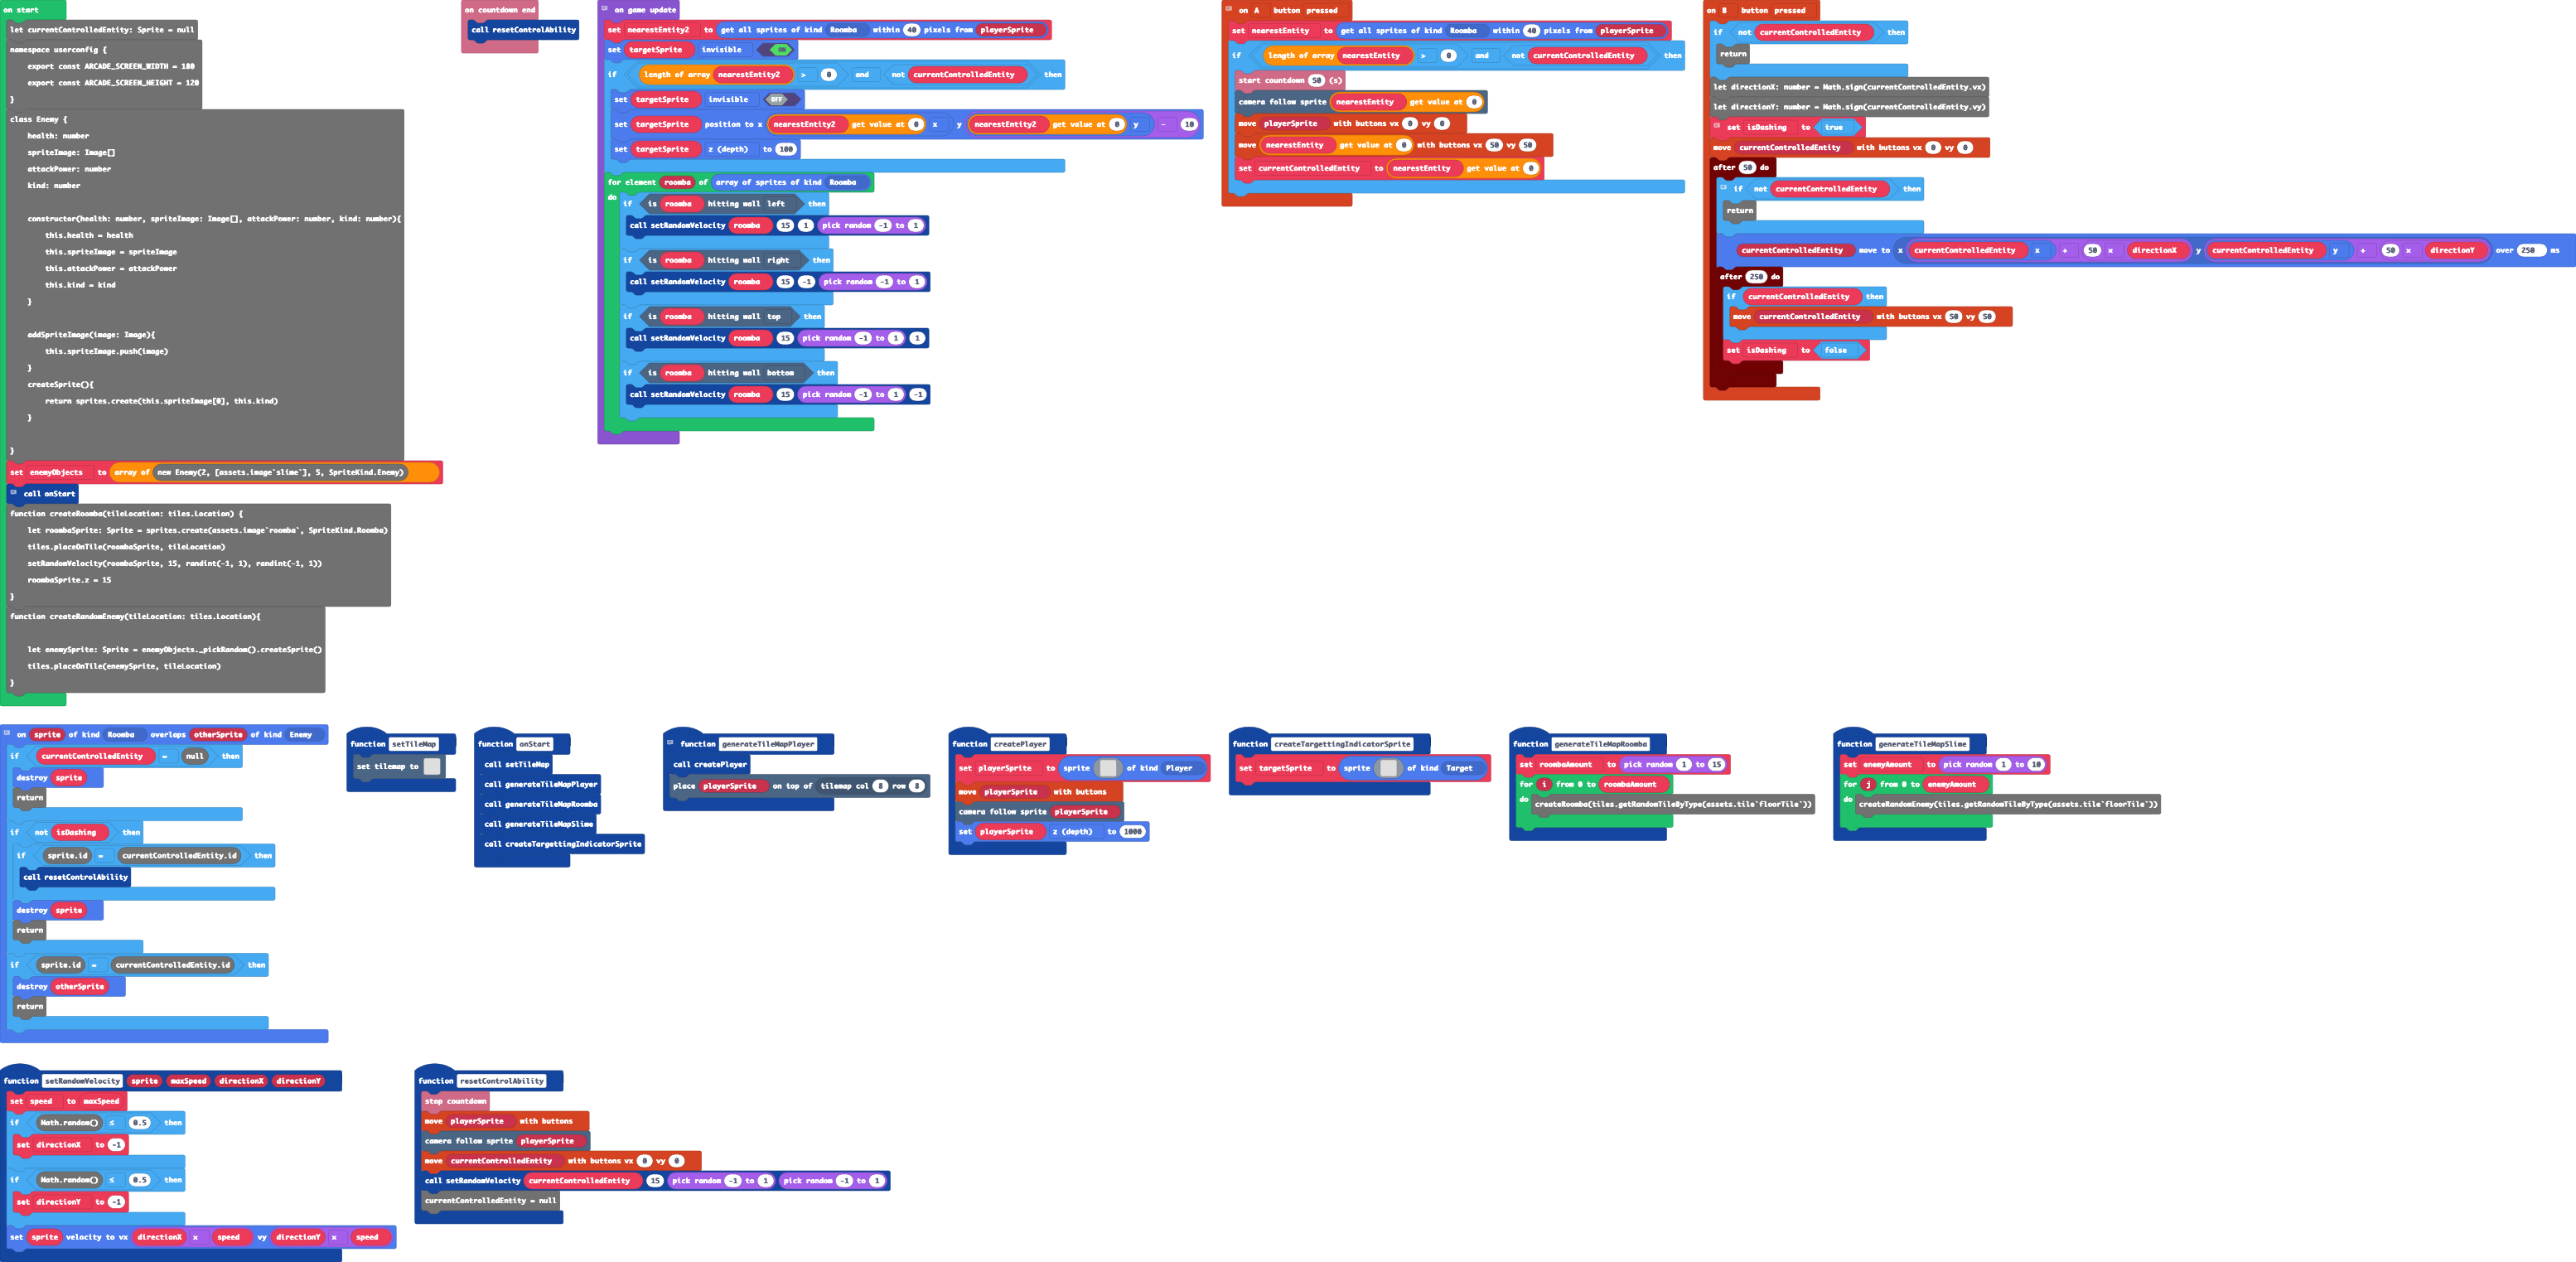 on start
let currentControlledEntity: Sprite = null
namespace userconfig {
export const ARCADE_SCREEN_WIDTH = 180
export const ARCADE_SCREEN_HEIGHT = 120
}
class Enemy {
health: number
spriteImage: Image[]
attackPower: number
kind: number
constructor(health: number, spriteImage: Image[], attackPower: number, kind: number){
this.health = health
this.spriteImage = spriteImage
this.attackPower = attackPower
this.kind = kind
}
addSpriteImage(image: Image){
this.spriteImage.push(image)
}
createSprite(){
return sprites.create(this.spriteImage[0], this.kind)
}
}
set enemyObjects to array of new Enemy(2, [assets.image`slime`], 5, SpriteKind.Enemy)
call onStart
function createRoomba(tileLocation: tiles.Location) {
let roombaSprite: Sprite = sprites.create(assets.image`roomba`, SpriteKind.Roomba)
tiles.placeOnTile(roombaSprite, tileLocation)
setRandomVelocity(roombaSprite, 15, randint(-1, 1), randint(-1, 1))
roombaSprite.z = 15
}
function createRandomEnemy(tileLocation: tiles.Location){
let enemySprite: Sprite = enemyObjects._pickRandom().createSprite()
tiles.placeOnTile(enemySprite, tileLocation)
}
on countdown end
call resetControlAbility
on game update
set nearestEntity2 to get all sprites of kind Roomba within 40 pixels from playerSprite
set targetSprite invisible ON
if length of array nearestEntity2 > 0 and not currentControlledEntity then
set targetSprite invisible OFF
set targetSprite position to x nearestEntity2 get value at 0 x y nearestEntity2 get value at 0 y - 10
set targetSprite z (depth) to 100
for element roomba of array of sprites of kind Roomba
do if is roomba hitting wall left then
call setRandomVelocity roomba 15 1 pick random -1 to 1
if is roomba hitting wall right then
call setRandomVelocity roomba 15 -1 pick random -1 to 1
if is roomba hitting wall top then
call setRandomVelocity roomba 15 pick random -1 to 1 1
if is roomba hitting wall bottom then
call setRandomVelocity roomba 15 pick random -1 to 1 -1
on A button pressed
set nearestEntity to get all sprites of kind Roomba within 40 pixels from playerSprite
if length of array nearestEntity > 0 and not currentControlledEntity then
start countdown 50 (s)
camera follow sprite nearestEntity get value at 0
move playerSprite with buttons vx 0 vy 0
move nearestEntity get value at 0 with buttons vx 50 vy 50
set currentControlledEntity to nearestEntity get value at 0
on B button pressed
if not currentControlledEntity then
return
let directionX: number = Math.sign(currentControlledEntity.vx)
let directionY: number = Math.sign(currentControlledEntity.vy)
set isDashing to true
move currentControlledEntity with buttons vx 0 vy 0
after 50 do
if not currentControlledEntity then
return
currentControlledEntity move to x currentControlledEntity x + 50 × directionX y currentControlledEntity y + 50 × directionY over 250 ms
after 250 do
if currentControlledEntity then
move currentControlledEntity with buttons vx 50 vy 50
set isDashing to false
on sprite of kind Roomba overlaps otherSprite of kind Enemy
if currentControlledEntity = null then
destroy sprite
return
if not isDashing then
if sprite.id = currentControlledEntity.id then
call resetControlAbility
destroy sprite
return
if sprite.id = currentControlledEntity.id then
destroy otherSprite
return
function setTileMap
set tilemap to
function onStart
call setTileMap
call generateTileMapPlayer
call generateTileMapRoomba
call generateTileMapSlime
call createTargettingIndicatorSprite
function generateTileMapPlayer
call createPlayer
place playerSprite on top of tilemap col 8 row 8
function createPlayer
set playerSprite to sprite of kind Player
move playerSprite with buttons
camera follow sprite playerSprite
set playerSprite z (depth) to 1000
function createTargettingIndicatorSprite
set targetSprite to sprite of kind Target
function generateTileMapRoomba
set roombaAmount to pick random 1 to 15
for i from 0 to roombaAmount
do createRoomba(tiles.getRandomTileByType(assets.tile`floorTile`))
function generateTileMapSlime
set enemyAmount to pick random 1 to 10
for j from 0 to enemyAmount
do createRandomEnemy(tiles.getRandomTileByType(assets.tile`floorTile`))
function setRandomVelocity sprite maxSpeed directionX directionY
set speed to maxSpeed
if Math.random() ≤ 0.5 then
set directionX to -1
if Math.random() ≤ 0.5 then
set directionY to -1
set sprite velocity to vx directionX × speed vy directionY × speed
function resetControlAbility
stop countdown
move playerSprite with buttons
camera follow sprite playerSprite
move currentControlledEntity with buttons vx 0 vy 0
call setRandomVelocity currentControlledEntity 15 pick random -1 to 1 pick random -1 to 1
currentControlledEntity = null